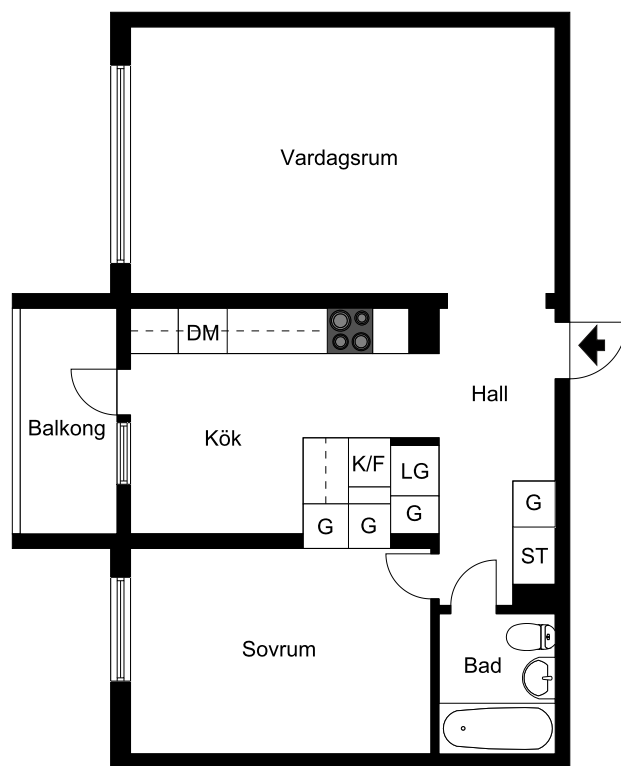 Vardagsrum
DM
Hall
Balkong
Kök
K/F
LG
G
G
G
G
ST
Sovrum
Bad